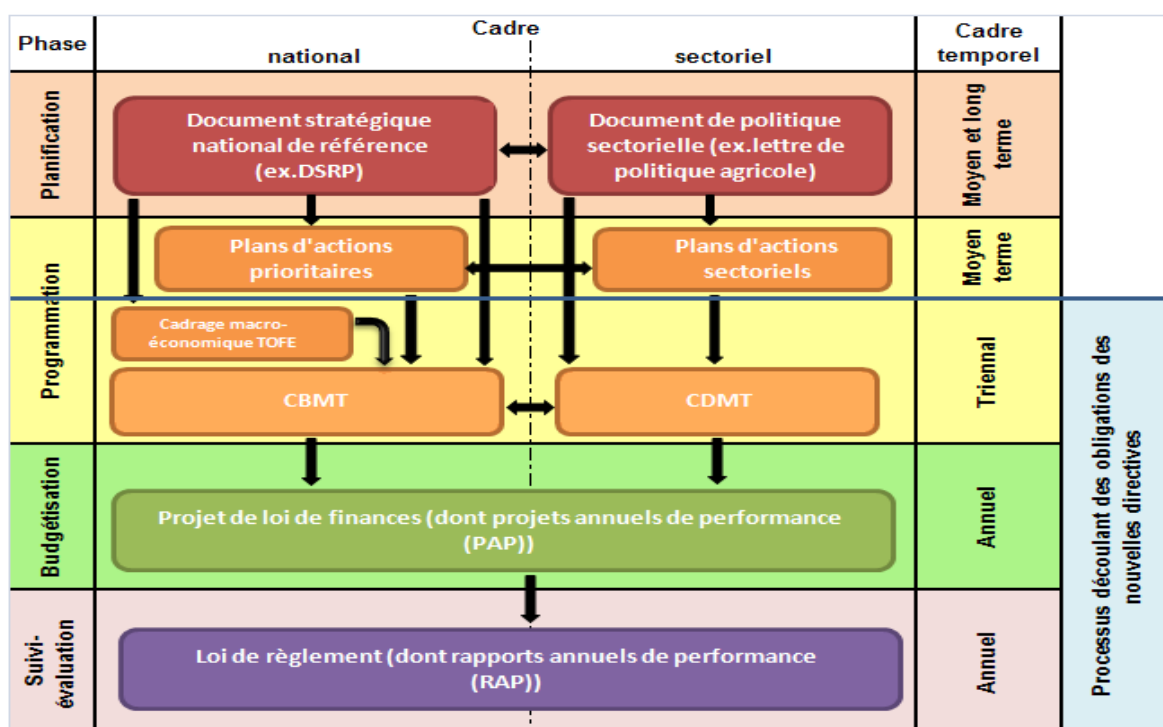 Phase
Cadre
national
sectoriel
Cadre
temporel
Planification
Document stratégique
national de référence
(ex.DSRP)
Document de politique
sectorielle (ex.lettre de
politique agricole)
Moyen et long
terme
Programmation
Plans d'actions
prioritaires
Plans d'actions
sectoriels
Moyen
terme
Cadrage macro-
économique TOFE
CBMT
CDMT
Triennal
Budgétisation
Projet de loi de finances (dont projets annuels de performance
(PAP))
Annuel
Suivi-
évaluation
Loi de règlement (dont rapports annuels de performance
(RAP))
Annuel
Processus découlant des obligations des
nouvelles directives